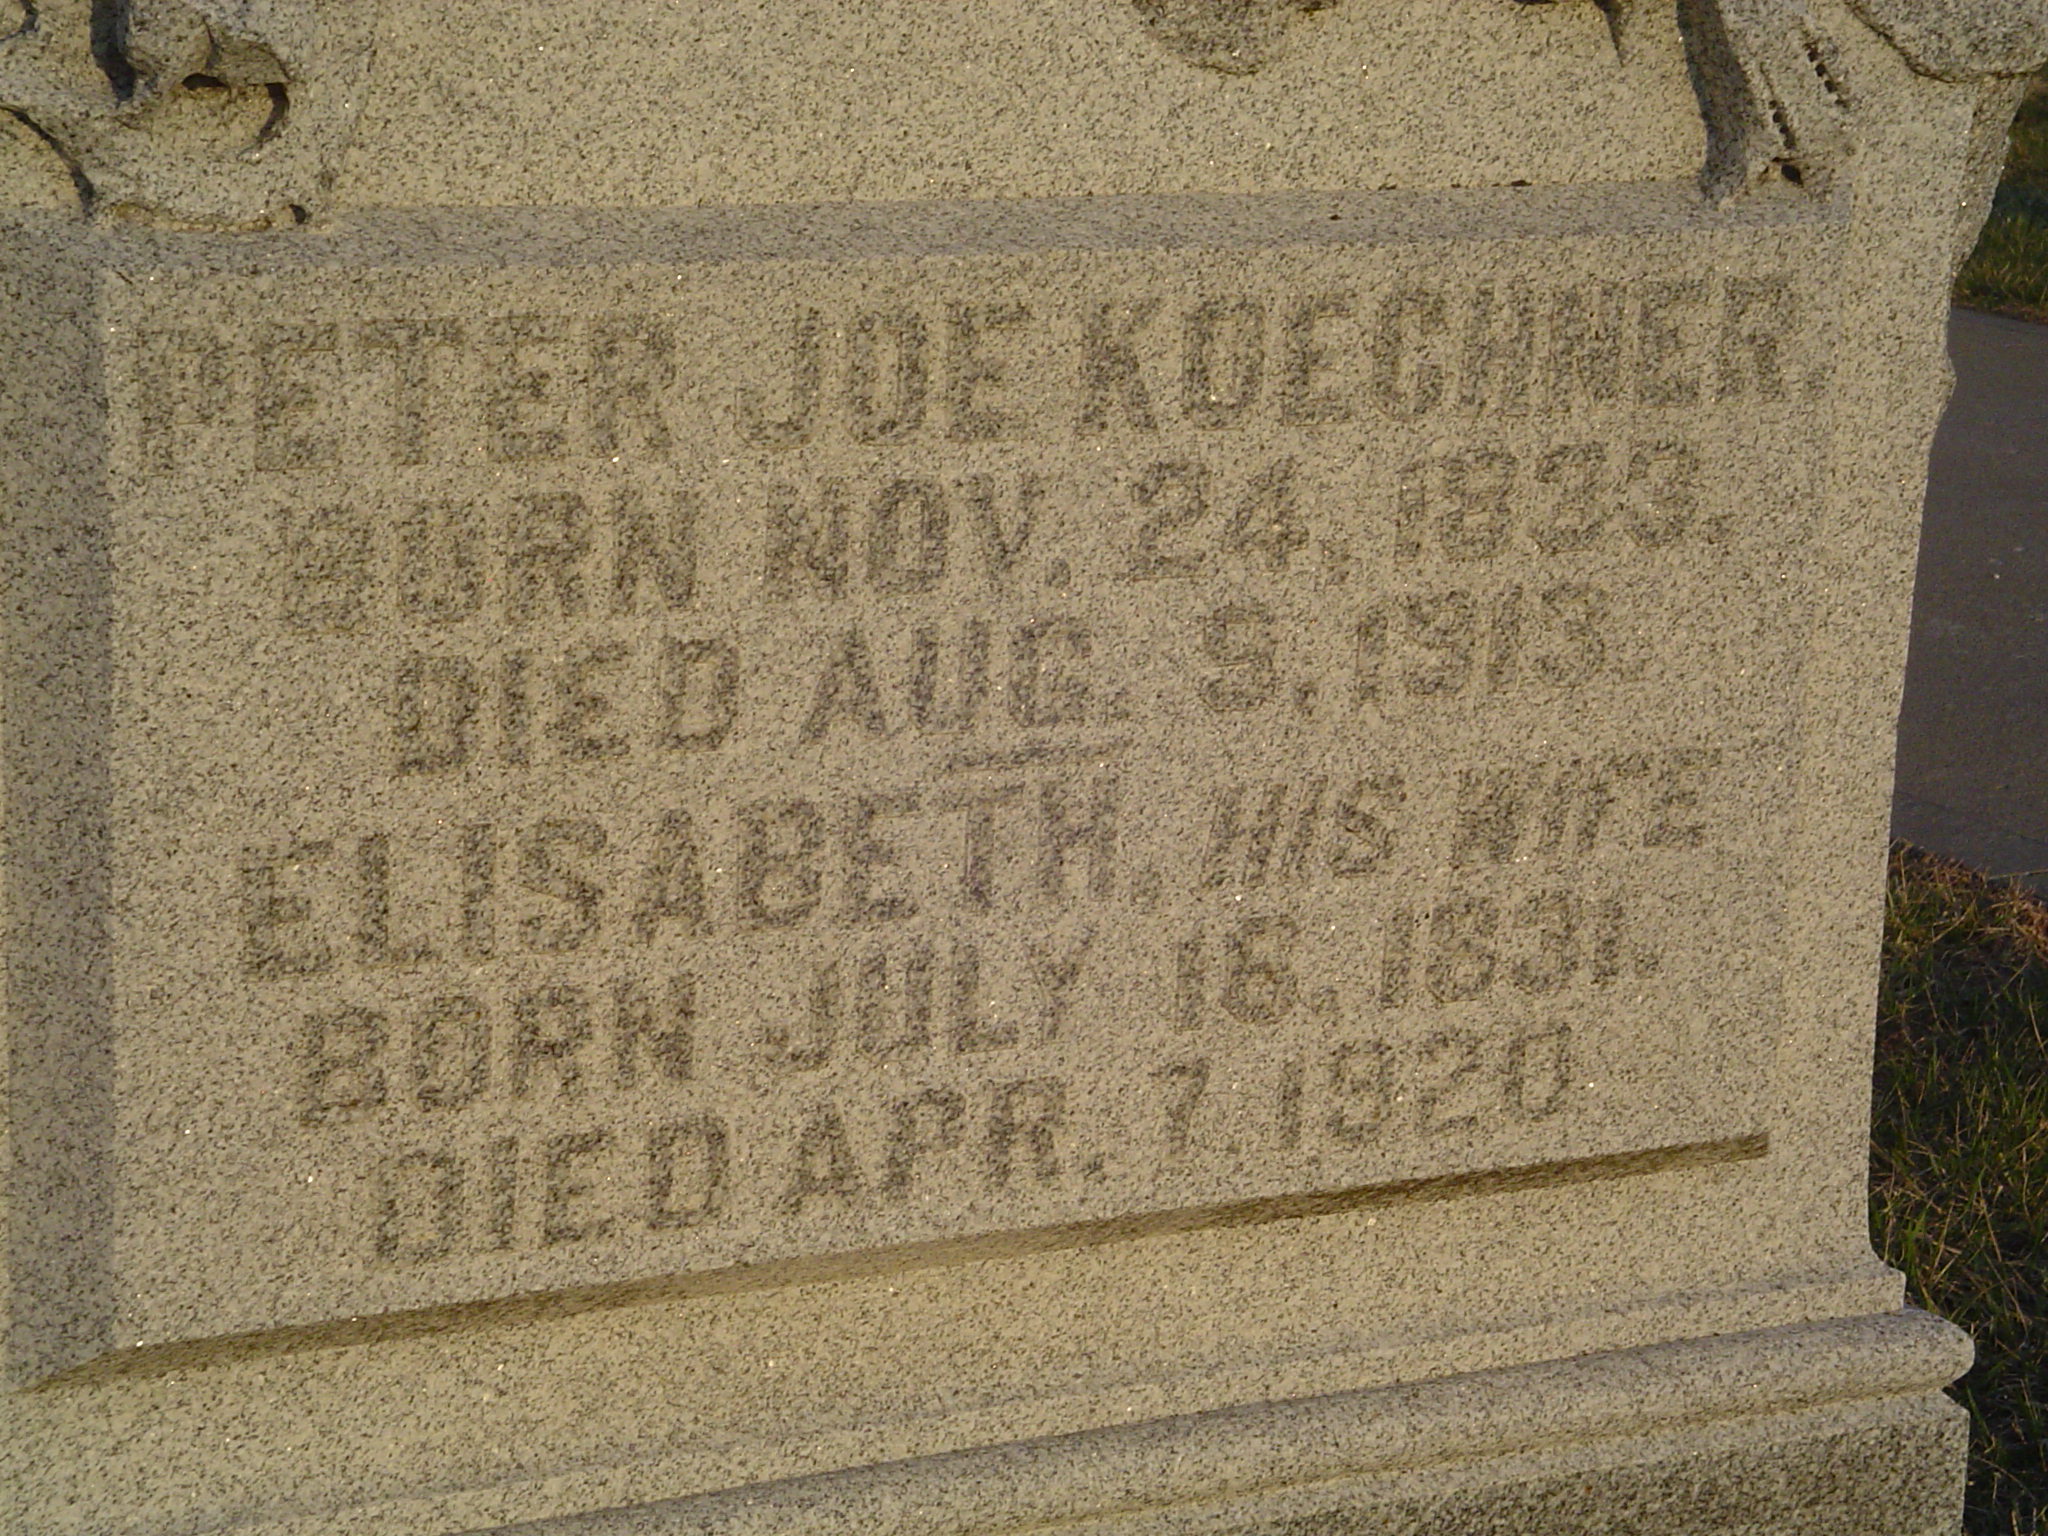 PETER JOE KOECHNER,
BORN NOV. 24, 1823.
DIED AUG. 9, 1913.
ELISABETH, HIS WIFE
BORN JULY 16, 1831.
DIED APR. 7, 1920